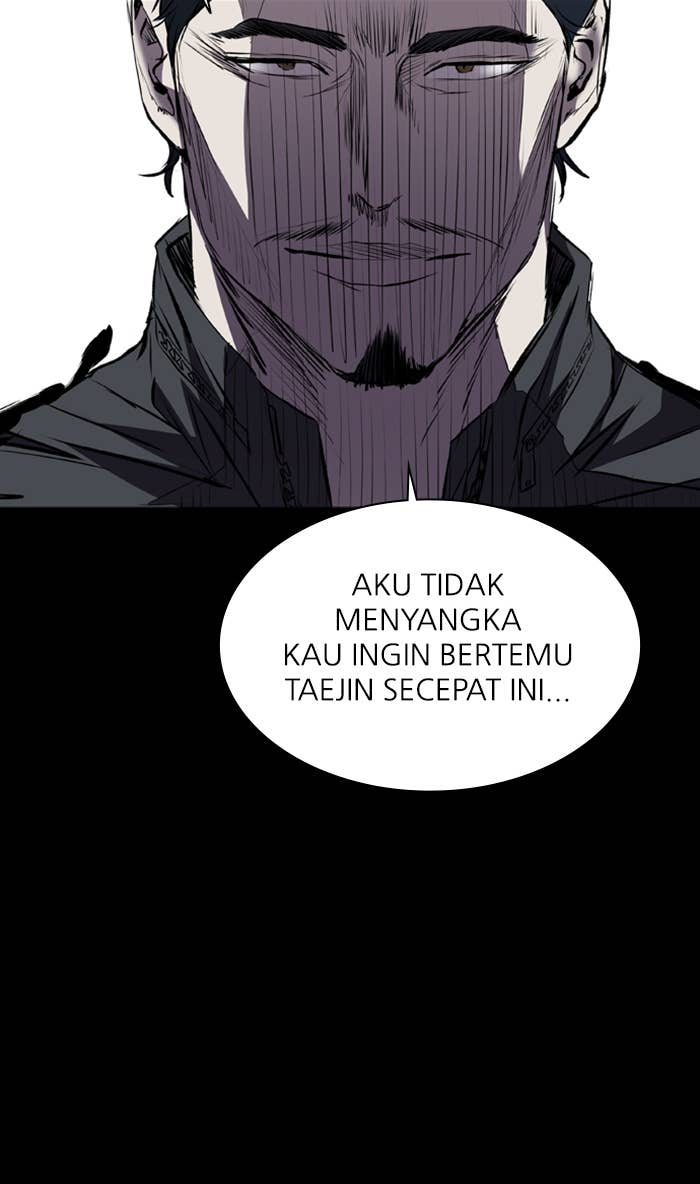 AKU TIDAK
MENYANGKA
KAU INGIN BERTEMU
TAEJIN SECEPAT INI...